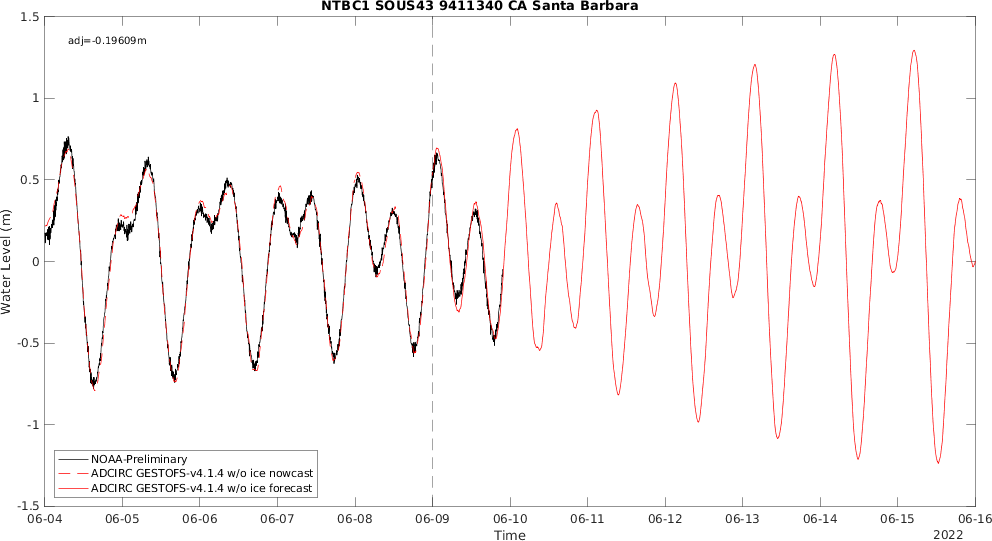 NTBC1 SOUS43 9411340 CA Santa Barbara
adj=-0.19609m
1.5
1
0.5
0
-0.5
-1
-1.5
Water Level (m)
NOAA-Preliminary
ADCIRC GESTOFS-v4.1.4 w/o ice nowcast
ADCIRC GESTOFS-v4.1.4 w/o ice forecast
06-04 06-05 06-06 06-07 06-08 06-09 06-10 06-11 06-12 06-13 06-14 06-15 06-16
Time
2022